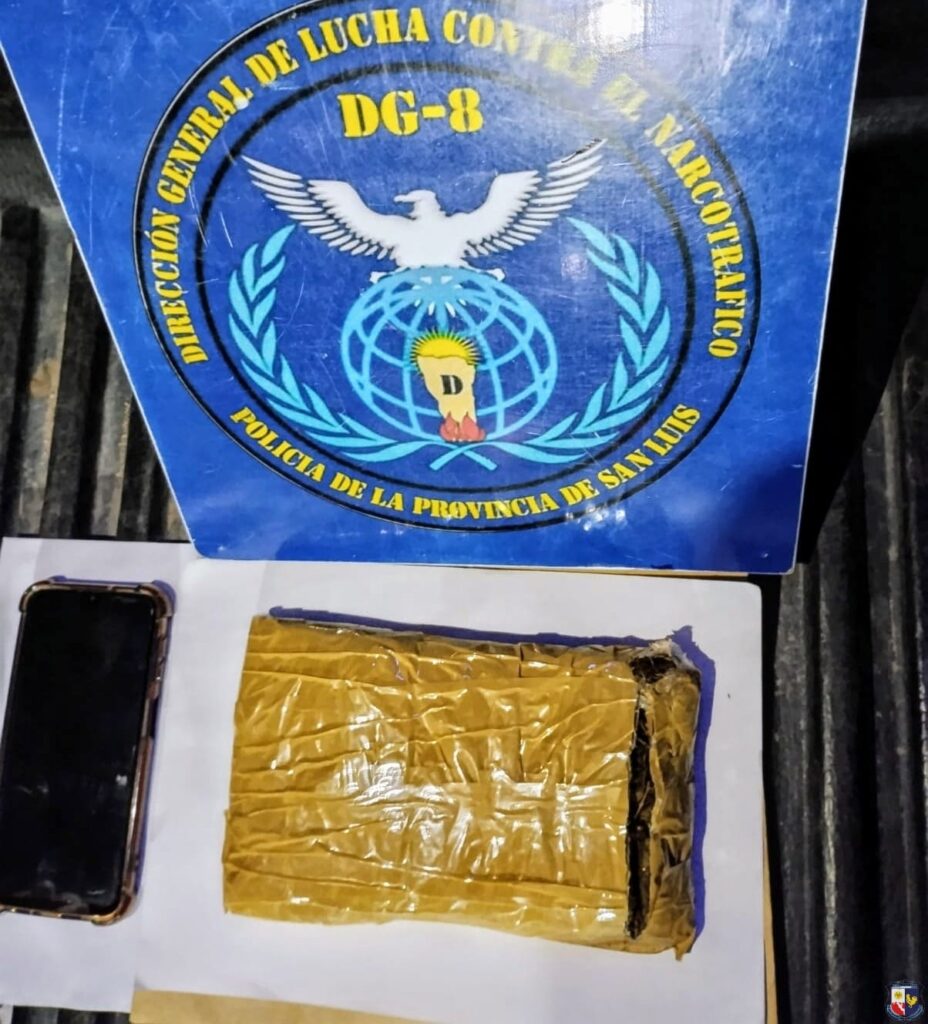 DIRECCIÓN GENERAL DE LUCHA CONTRA EL NARCOTRAFICO
DG-8
D
POLICIA DE LA PROVINCIA DE SAN LUIS